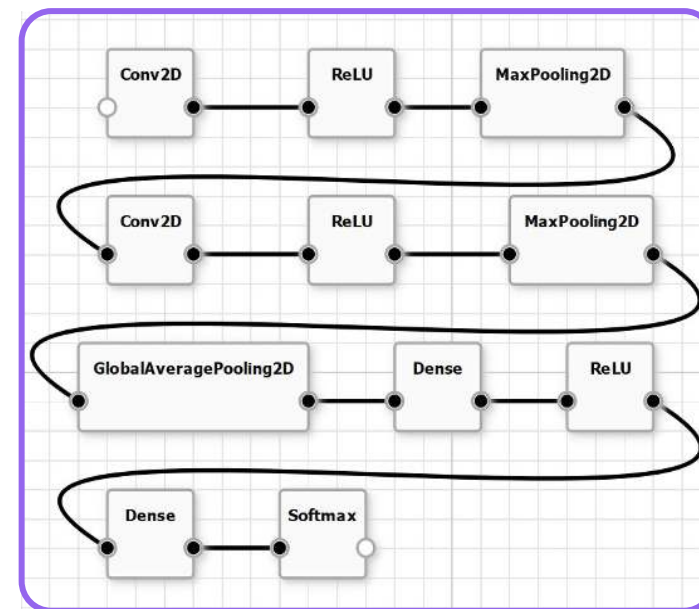 Conv2D ReLU MaxPooling2D
Conv2D ReLU MaxPooling2D
GlobalAveragePooling2D Dense ReLU
Dense Softmax